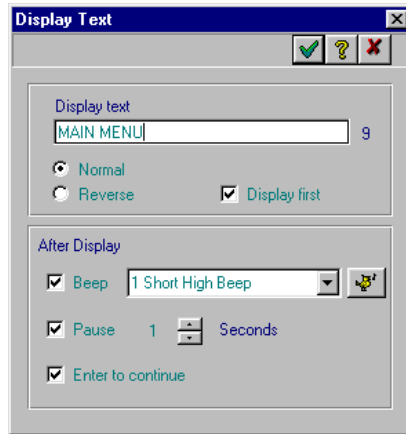 Display Text
Display text
MAIN MENU 9
Normal
Reverse Display first
After Display
Beep 1 Short High Beep
Pause 1 Seconds
Enter to continue